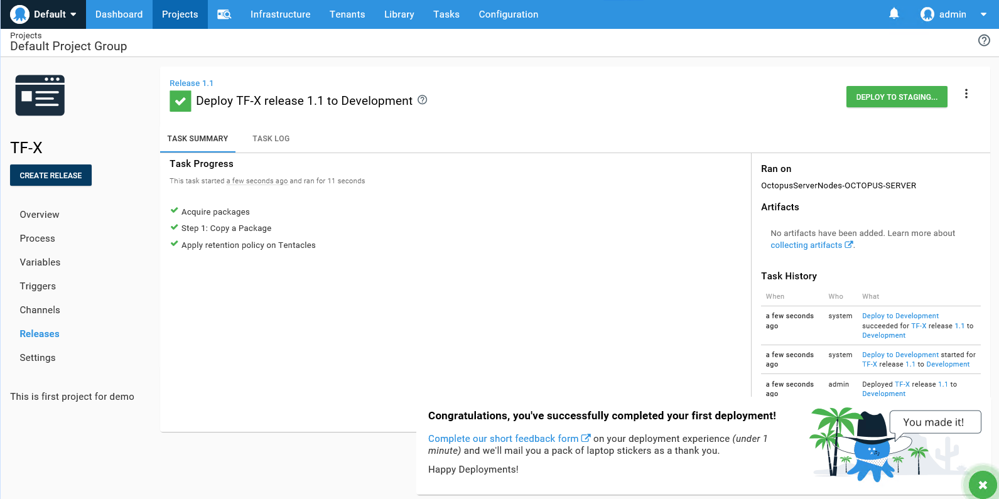 Default Dashboard Projects Infrastructure Tenants Library Tasks Configuration admin
Projects
Default Project Group
TF-X
CREATE RELEASE
Overview
Process
Variables
Triggers
Channels
Releases
Settings
This is first project for demo
Release 1.1
Deploy TF-X release 1.1 to Development
DEPLOY TO STAGING...
TASK SUMMARY TASK LOG
Task Progress
This task started a few seconds ago and ran for 11 seconds
Acquire packages
Step 1: Copy a Package
Apply retention policy on Tentacles
Ran on
OctopusServerNodes-OCTOPUS-SERVER
Artifacts
No artifacts have been added. Learn more about
collecting artifacts.
Task History
When Who What
a few seconds system Deploy to Development
ago succeeded for TF-X release 1.1 to
Development
a few seconds system Deploy to Development started for
ago TF-X release 1.1 to Development
a few seconds admin Deployed TF-X release 1.1 to
ago Development
Congratulations, you've successfully completed your first deployment!
Complete our short feedback form on your deployment experience (under 1
minute) and we'll mail you a pack of laptop stickers as a thank you.
Happy Deployments!
You made it!